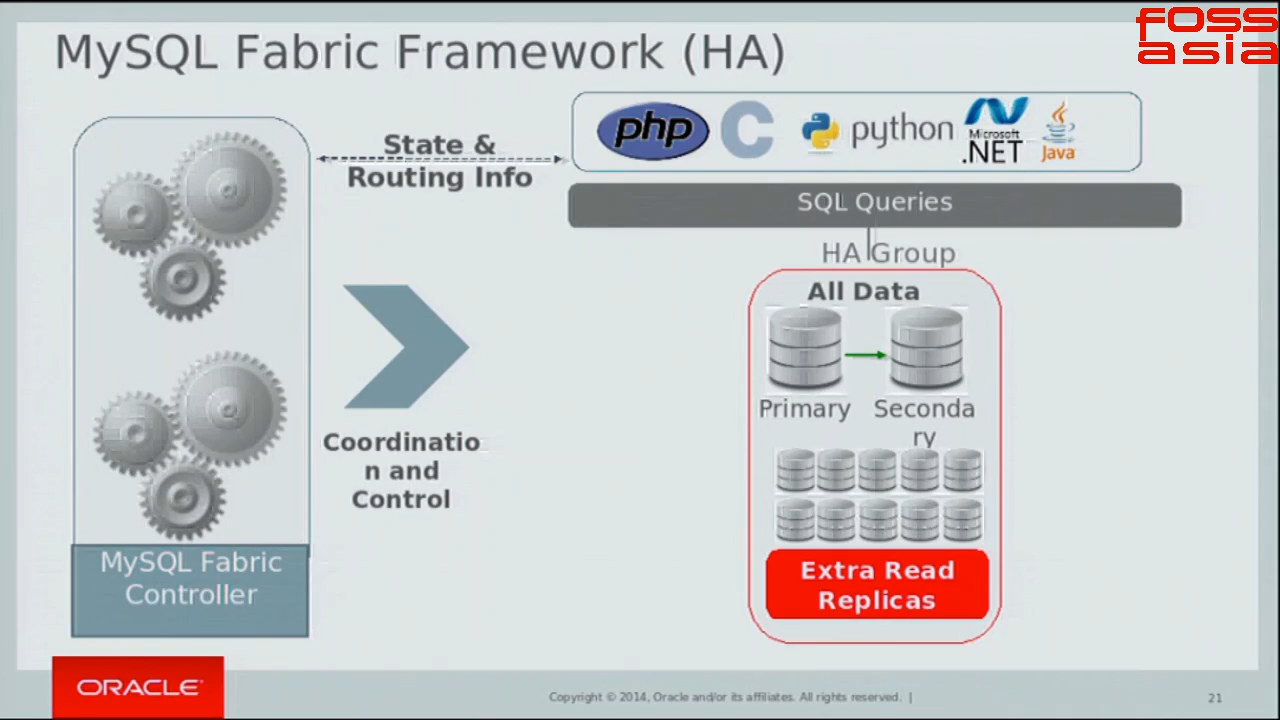 MySQL Fabric Framework (HA)
FOSS
asia
State &
Routing Info
php
C
python
Microsoft
.NET
Java
SQL Queries
HA Group
All Data
Primary
Seconda
ry
Coordinatio
n and
Control
MySQL Fabric
Controller
Extra Read
Replicas
ORACLE
Copyright © 2014, Oracle and/or its affiliates. All rights reserved. |
21